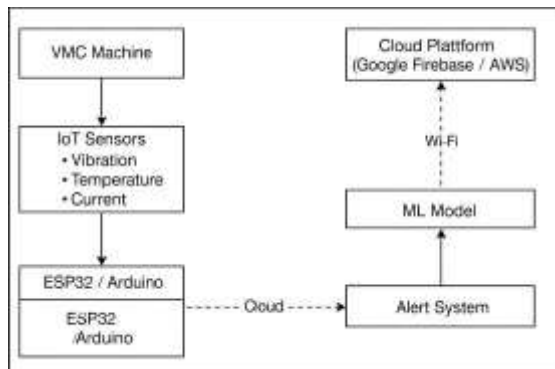 VMC Machine
IoT Sensors
• Vibration
• Temperature
• Current
ESP32 / Arduino
ESP32
/Arduino
Cloud
Cloud Plattform
(Google Firebase / AWS)
Wi-Fi
ML Model
Alert System